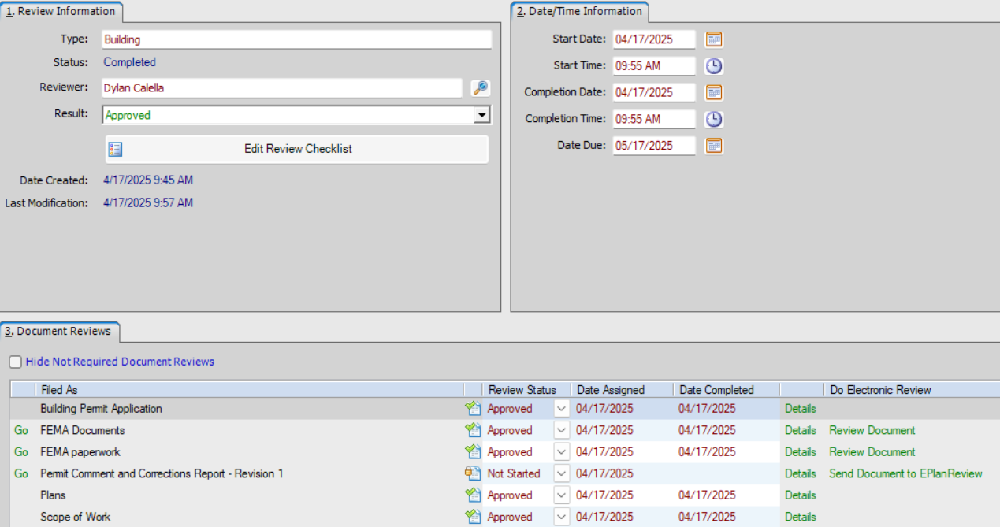 1. Review Information
Type: Building
Status: Completed
Reviewer: Dylan Calella
Result: Approved
Edit Review Checklist
Date Created: 4/17/2025 9:45 AM
Last Modification: 4/17/2025 9:57 AM
2. Date/Time Information
Start Date: 04/17/2025
Start Time: 09:55 AM
Completion Date: 04/17/2025
Completion Time: 09:55 AM
Date Due: 05/17/2025
3. Document Reviews
Hide Not Required Document Reviews
Filed As Review Status Date Assigned Date Completed Do Electronic Review
Building Permit Application Approved 04/17/2025 04/17/2025 Details
Go FEMA Documents Approved 04/17/2025 04/17/2025 Details Review Document
Go FEMA paperwork Approved 04/17/2025 04/17/2025 Details Review Document
Go Permit Comment and Corrections Report - Revision 1 Not Started 04/17/2025 Details Send Document to EPlanReview
Plans Approved 04/17/2025 04/17/2025 Details
Scope of Work Approved 04/17/2025 04/17/2025 Details